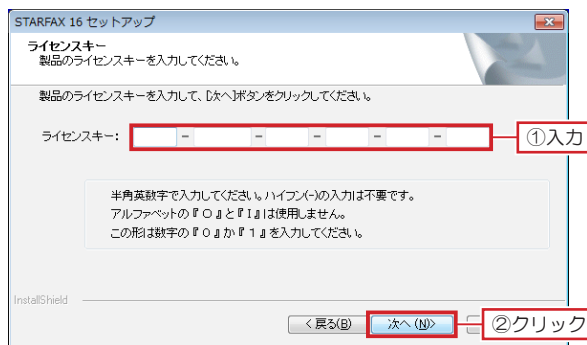 STARFAX 16 セットアップ
ライセンスキー
製品のライセンスキーを入力してください。
製品のライセンスキーを入力して、[次へ]ボタンをクリックしてください。
ライセンスキー: - - - - -
①入力
半角英数字で入力してください。ハイフン(-)の入力は不要です。
アルファベットの『O』と『I』は使用しません。
この形は数字の『0』か『1』を入力してください。
InstallShield
< 戻る(B) 次へ(N)> ②クリック